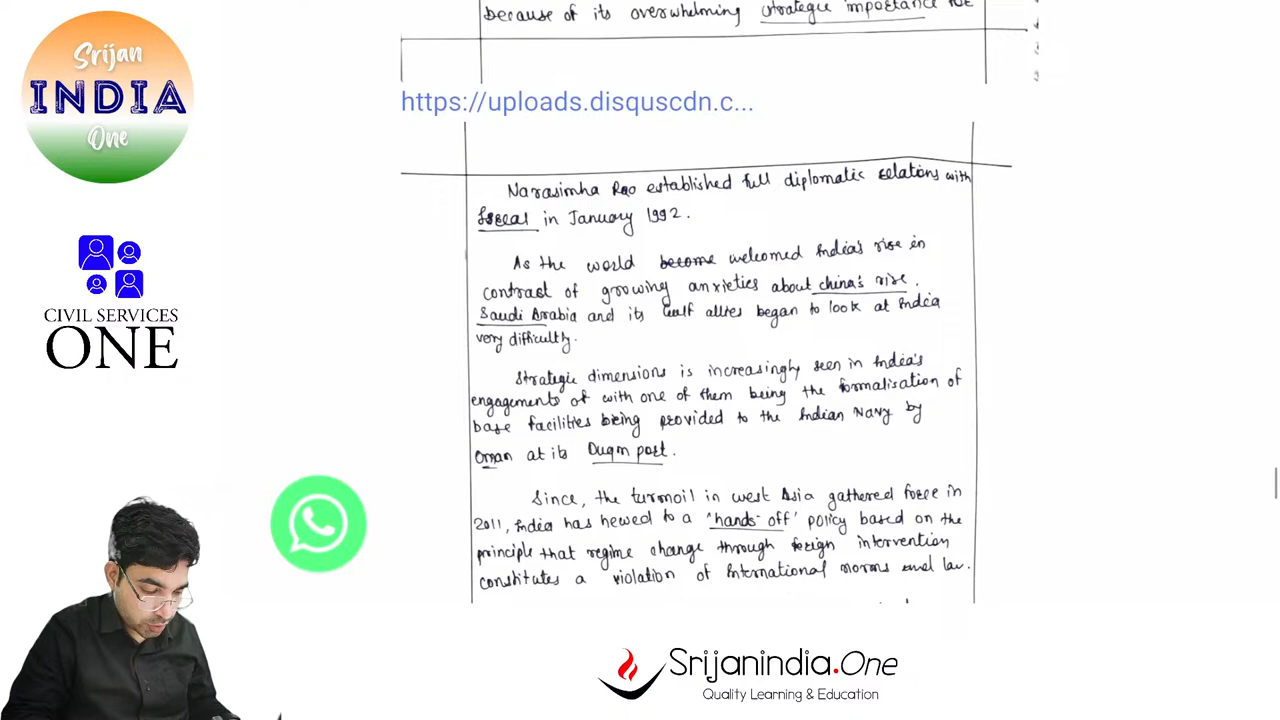 because of its overwhelming strategic importance for
Srijan
INDIA
One
https://uploads.disquscdn.c...
Narasimha Rao established full diplomatic relations with
Isreal in January 1992.
As the world become welcomed India's rise in
contrast of growing anxieties about china's rise.
Saudi Arabia and its Gulf allies began to look at India
very difficultly.
Strategic dimensions is increasingly seen in India's
engagements of with one of them being the formalisation of
base facilities being provided to the Indian Navy by
Oman at its Duqm port.
Since, the turmoil in west Asia gathered force in
2011, India has hewed to a 'hands-off' policy based on the
principle that regime change through foreign intervention
constitutes a violation of International norms and law.
CIVIL SERVICES
ONE
Srijanindia.One
Quality Learning & Education